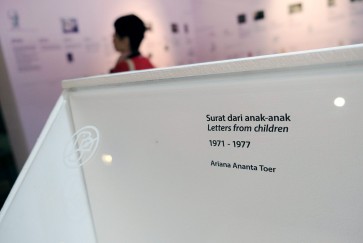 Surat dari anak-anak
Letters from children
1971 - 1977
Ariana Ananta Toer